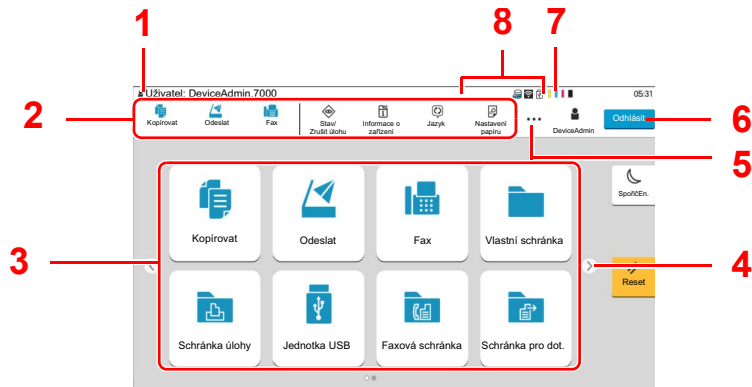 1
8
7
Uživatel: DeviceAdmin.7000
05:31
2
Kopírovat
Odeslat
Fax
Stav/
Zrušit úlohu
Informace o
zařízení
Jazyk
Nastavení
papíru
DeviceAdmin
Odhlásit
6
5
Kopírovat
Odeslat
Fax
Vlastní schránka
SpořičEn.
3
4
Reset
Schránka úlohy
Jednotka USB
Faxová schránka
Schránka pro dot.